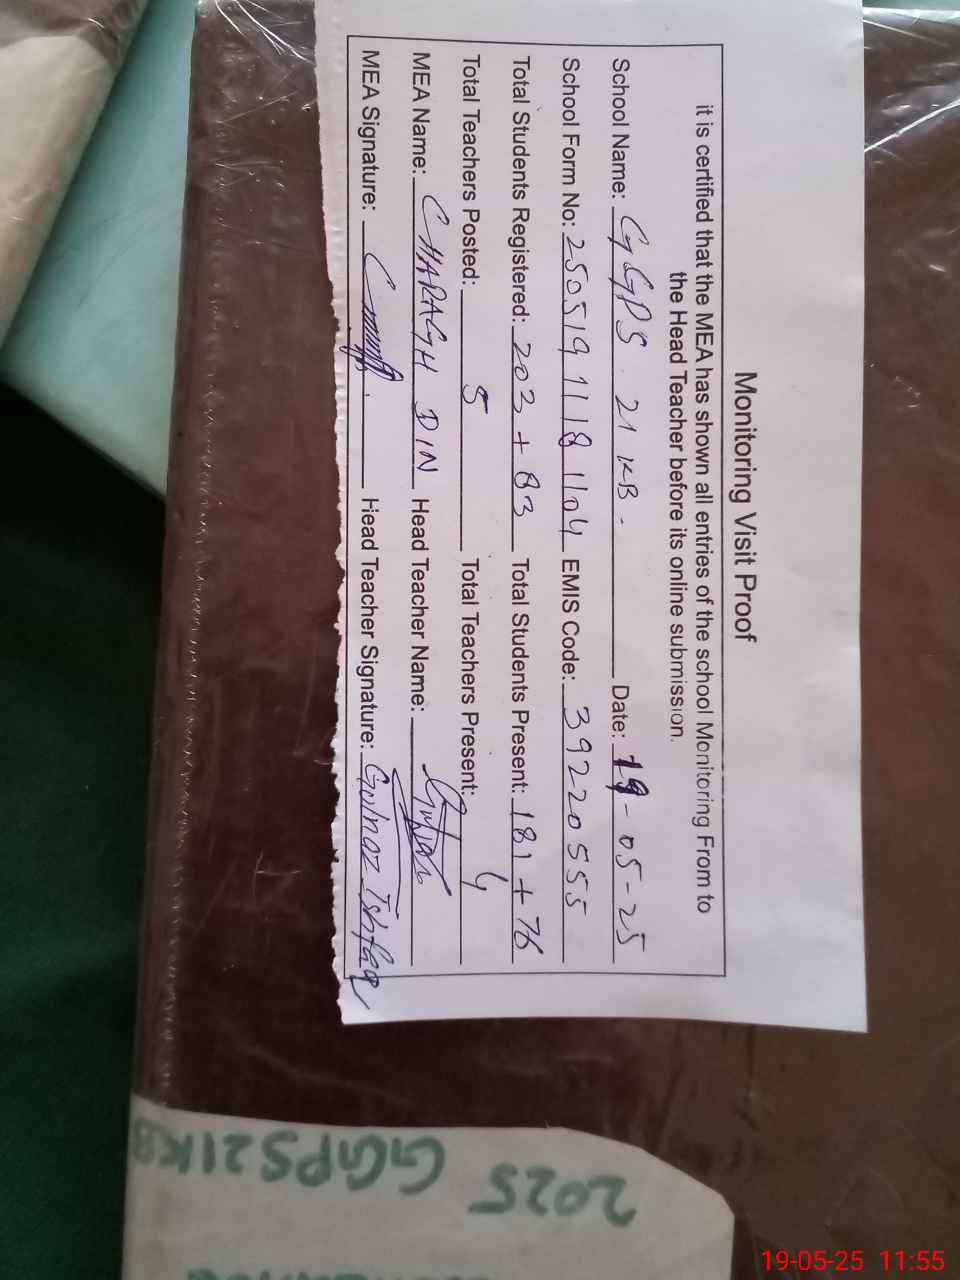 Monitoring Visit Proof
it is certified that the MEA has shown all entries of the school Monitoring From to
the Head Teacher before its online submission.
School Name: GGPS 21 KB. Date: 19-05-25
School Form No: 250519 1118 1104 EMIS Code: 39220555
Total Students Registered: 203 + 83 Total Students Present: 181 + 76
Total Teachers Posted: 5 Total Teachers Present: 4
MEA Name: CHARAGH DIN Head Teacher Name:
MEA Signature: Head Teacher Signature: Gulnaz Ishfaq
2025 GGPS21KB
19-05-25 11:55